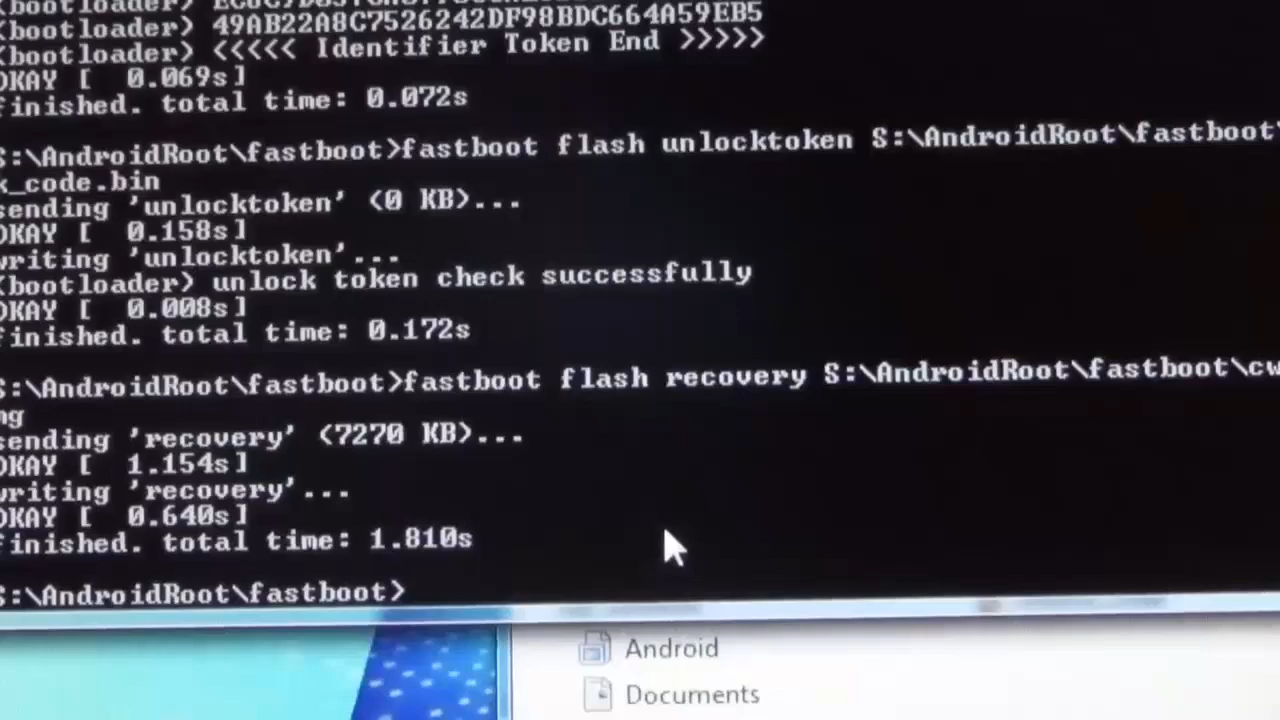 49AB22A8C7526242DF98BDC664A59EB5
(bootloader) <<<<< Identifier Token End >>>>>
OKAY [  0.069s]
finished. total time: 0.072s
S:\AndroidRoot\fastboot>fastboot flash unlocktoken S:\AndroidRoot\fastboot\
k_code.bin
sending 'unlocktoken' (0 KB)...
OKAY [  0.158s]
writing 'unlocktoken'...
(bootloader) unlock token check successfully
OKAY [  0.008s]
finished. total time: 0.172s
S:\AndroidRoot\fastboot>fastboot flash recovery S:\AndroidRoot\fastboot\cw
mg
sending 'recovery' (7270 KB)...
OKAY [  1.154s]
writing 'recovery'...
OKAY [  0.640s]
finished. total time: 1.810s
S:\AndroidRoot\fastboot>
Android
Documents